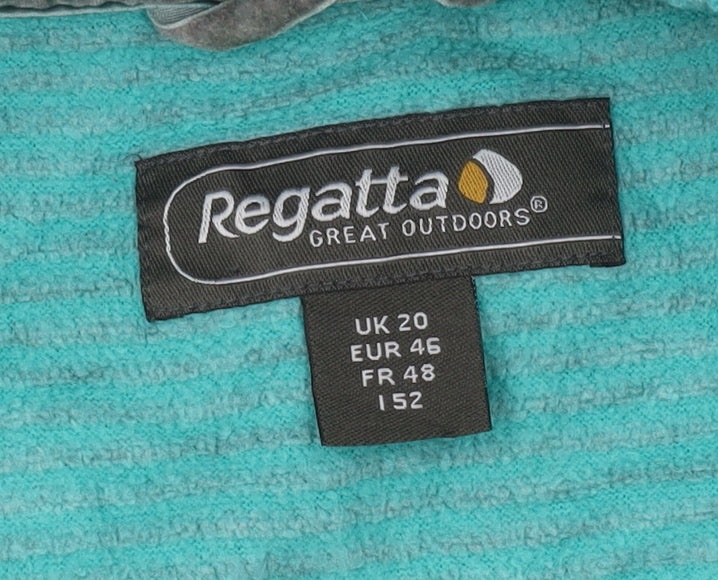 Regatta
GREAT OUTDOORS®
UK 20
EUR 46
FR 48
I 52